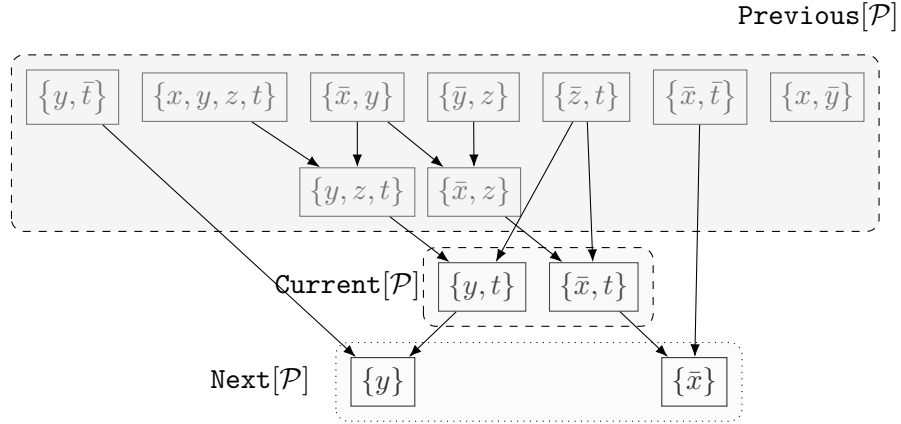 Previous[𝒫]
{y, t̄} {x, y, z, t} {x̄, y} {ȳ, z} {z̄, t} {x̄, t̄} {x, ȳ}
{y, z, t} {x̄, z}
Current[𝒫] {y, t} {x̄, t}
Next[𝒫] {y} {x̄}